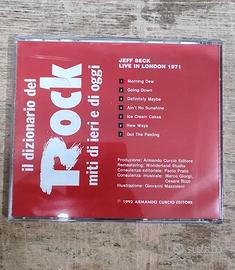 il dizionario del
Rock
miti di ieri e di oggi
JEFF BECK
LIVE IN LONDON 1971
1 Morning Dew
2 Going Down
3 Definitely Maybe
4 Ain't No Sunshine
5 Ice Cream Cakes
6 New Ways
7 Got The Feeling
Produzione: Armando Curcio Editore
Remastering: Wonderland Studio
Consulenza editoriale: Paolo Prato
Consulenza musicale: Marco Giorgi,
Cesare Rizzi
Illustrazione: Giovanni Mazzoleni
© 1992 ARMANDO CURCIO EDITORE